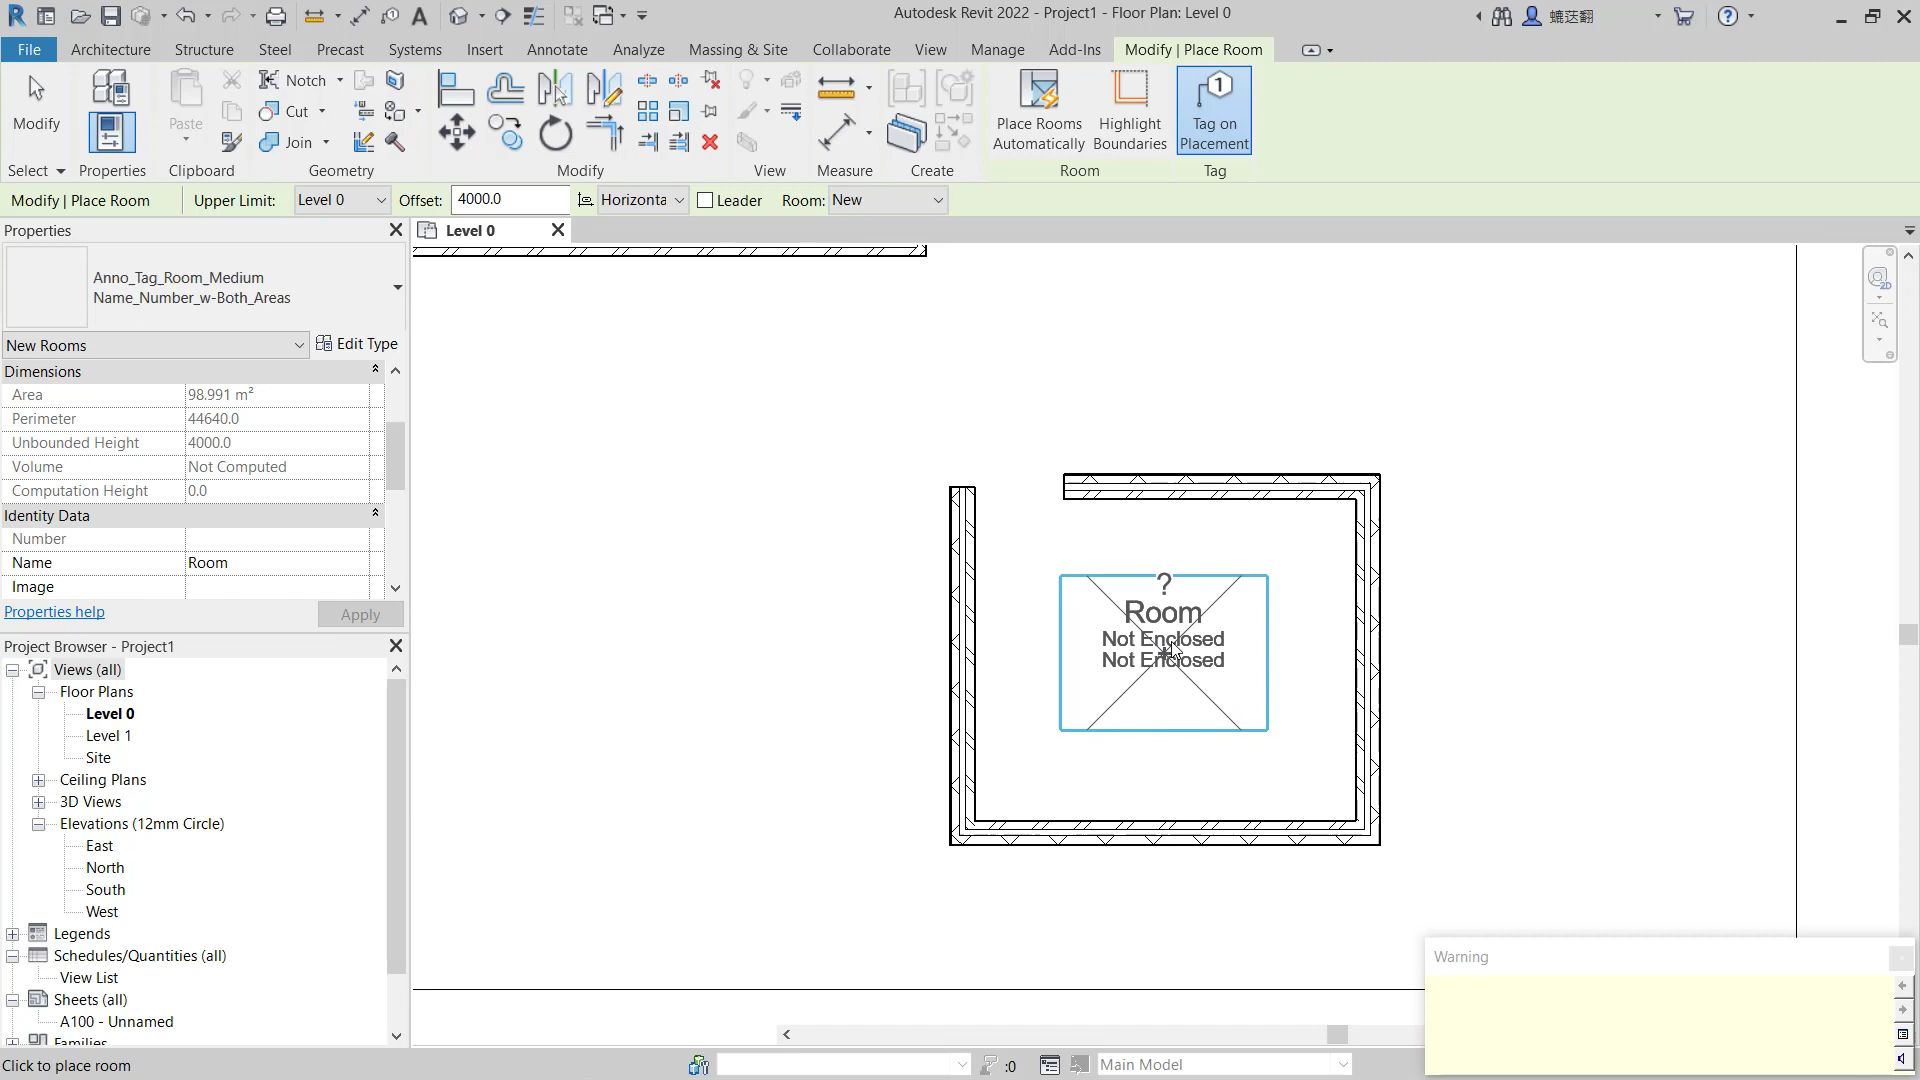 Autodesk Revit 2022 - Project1 - Floor Plan: Level 0
File Architecture Structure Steel Precast Systems Insert Annotate Analyze Massing & Site Collaborate View Manage Add-Ins Modify | Place Room
Modify
Paste
Notch
Cut
Join
Place Rooms Automatically
Highlight Boundaries
1
Tag on Placement
Select Properties Clipboard Geometry Modify View Measure Create Room Tag
Modify | Place Room Upper Limit: Level 0 Offset: 4000.0 Horizonta Leader Room: New
Properties
Level 0
2D
Anno_Tag_Room_Medium
Name_Number_w-Both_Areas
New Rooms Edit Type
Dimensions
Area 98.991 m²
Perimeter 44640.0
Unbounded Height 4000.0
Volume Not Computed
Computation Height 0.0
Identity Data
Number
Name Room
Image
Properties help Apply
Project Browser - Project1
Views (all)
Floor Plans
Level 0
Level 1
Site
Ceiling Plans
3D Views
Elevations (12mm Circle)
East
North
South
West
Legends
Schedules/Quantities (all)
View List
Sheets (all)
A100 - Unnamed
Families
?
Room
Not Enclosed
Not Enclosed
Warning
Click to place room
:0
Main Model